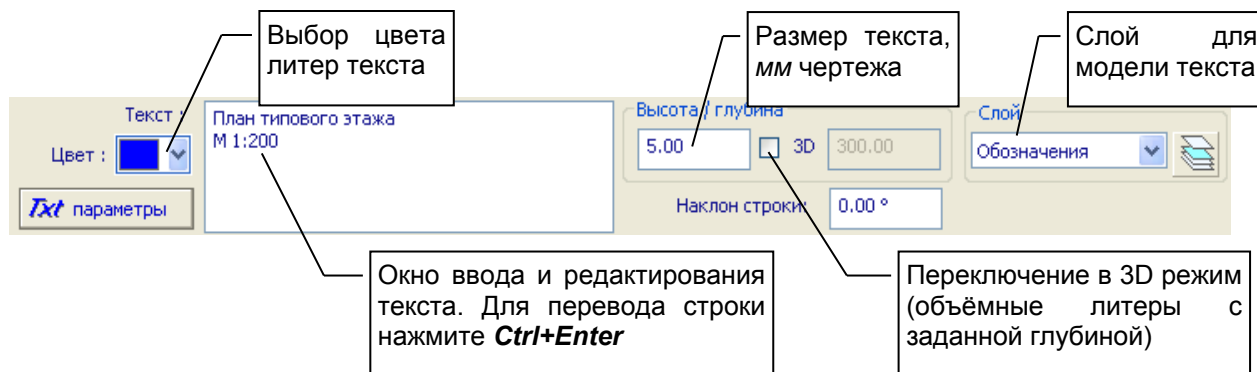 Выбор цвета
литер текста
Размер текста,
мм чертежа
Слой для
модели текста
Текст :
План типового этажа
М 1:200
Высота / глубина
Слой
Цвет :
5.00
3D
300.00
Обозначения
Txt параметры
Наклон строки:
0.00 °
Окно ввода и редактирования
текста. Для перевода строки
нажмите Ctrl+Enter
Переключение в 3D режим
(объёмные литеры с
заданной глубиной)